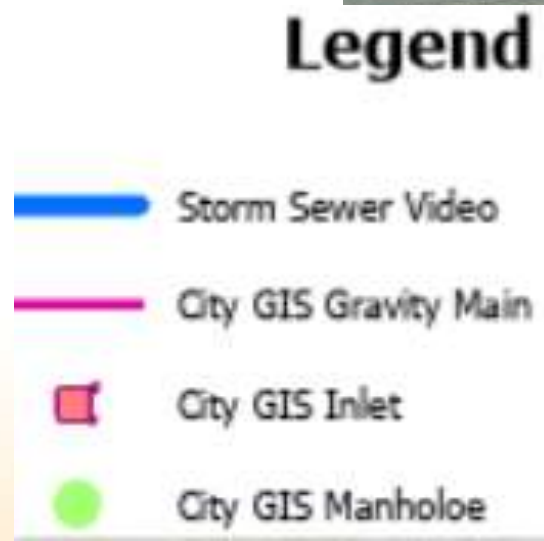 Legend
Storm Sewer Video
City GIS Gravity Main
City GIS Inlet
City GIS Manholoe